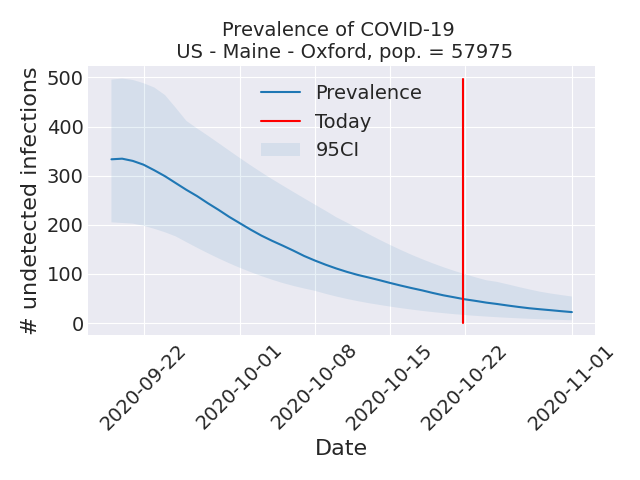 Prevalence of COVID-19
US - Maine - Oxford, pop. = 57975
# undetected infections
500
400
300
200
100
0
Prevalence
Today
95CI
2020-09-22
2020-10-01
2020-10-08
2020-10-15
2020-10-22
2020-11-01
Date